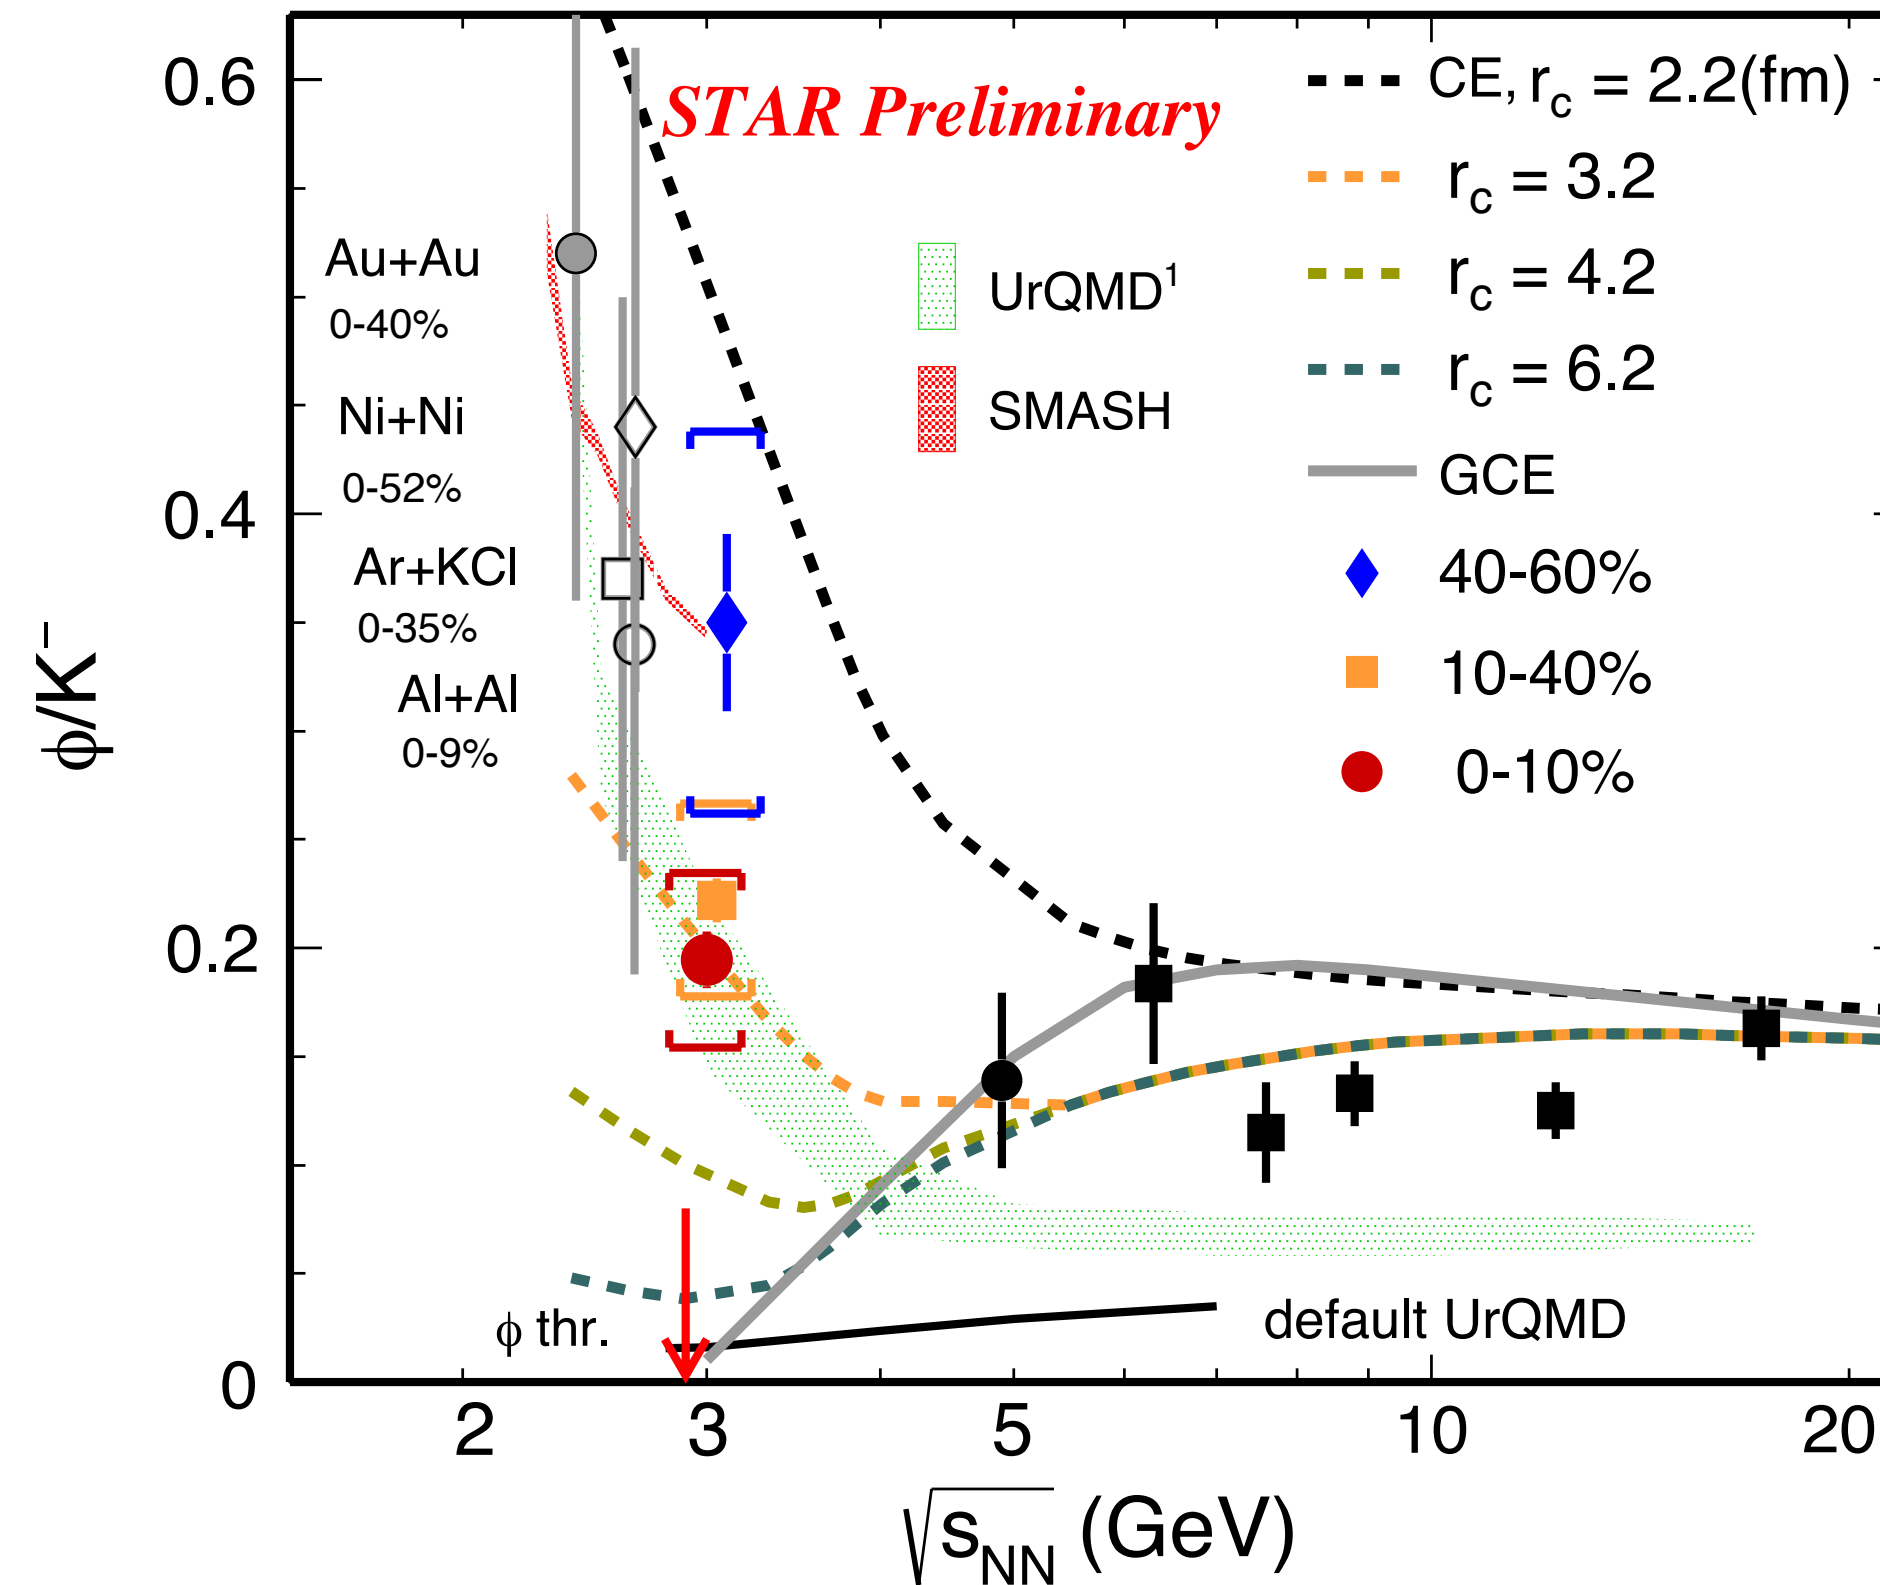 0.6
0.4
0.2
0
ϕ/K⁻
STAR Preliminary
CE, r_c = 2.2(fm)
r_c = 3.2
r_c = 4.2
r_c = 6.2
GCE
40-60%
10-40%
0-10%
UrQMD¹
SMASH
Au+Au
0-40%
Ni+Ni
0-52%
Ar+KCl
0-35%
Al+Al
0-9%
ϕ thr.
default UrQMD
2 3 5 10 20
√s_NN (GeV)